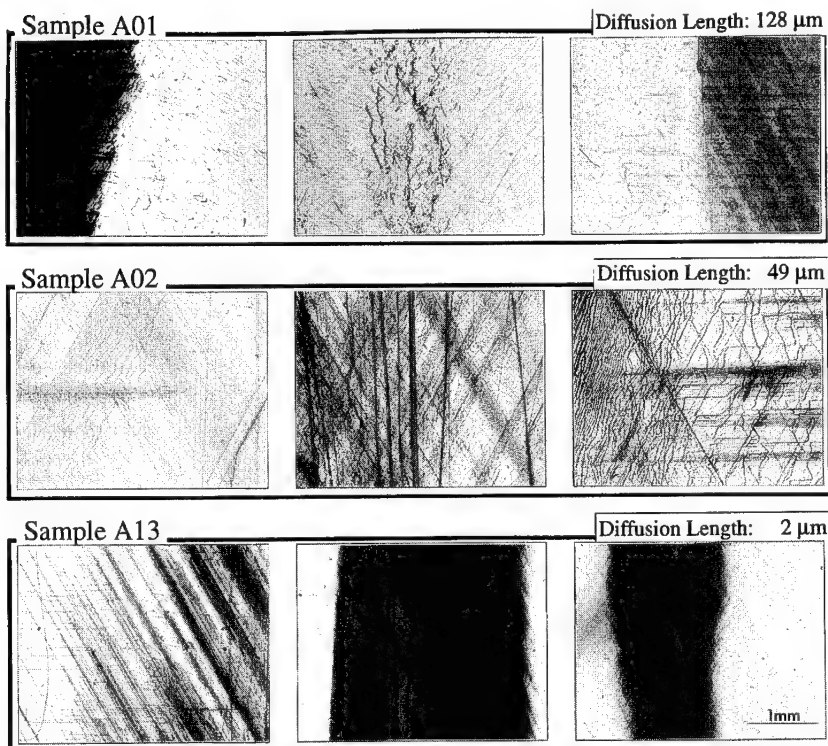 Sample A01
Diffusion Length: 128 µm
Sample A02
Diffusion Length: 49 µm
Sample A13
Diffusion Length: 2 µm
1mm